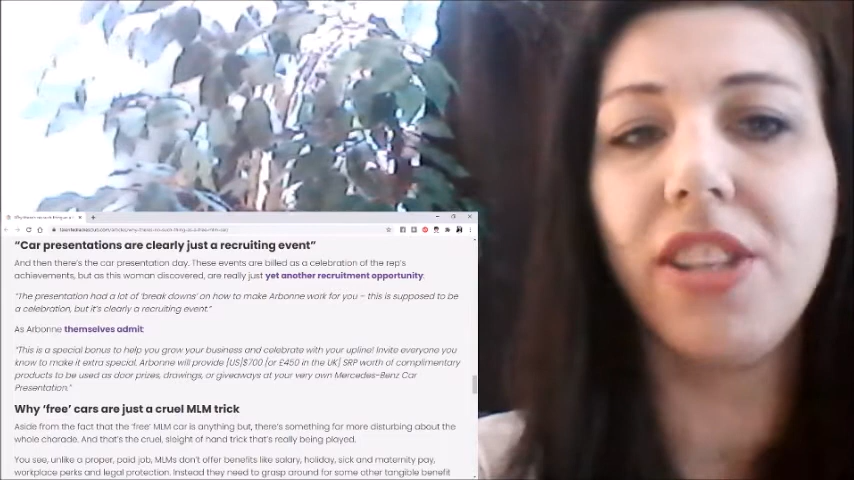 “Car presentations are clearly just a recruiting event”
And then there's the car presentation day. These events are billed as a celebration of the rep's
achievements, but as this woman discovered, are really just yet another recruitment opportunity.
“The presentation had a lot of ‘break downs’ on how to make Arbonne work for you – this is supposed to be
a celebration, but it's clearly a recruiting event.”
As Arbonne themselves admit:
“This is a special bonus to help you grow your business and celebrate with your upline! Invite everyone you
know to make it extra special. Arbonne will provide [US]$700 [or £450 in the UK] SRP worth of complimentary
products to be used as door prizes, drawings, or giveaways at your very own Mercedes-Benz Car
Presentation.”
Why ‘free’ cars are just a cruel MLM trick
Aside from the fact that the ‘free’ MLM car is anything but, there's something far more disturbing about the
whole charade. And that's the cruel, sleight of hand trick that's really being played.
You see, unlike a proper, paid job, MLMs don't offer benefits like salary, holiday, sick and maternity pay,
workplace perks and legal protection. Instead they need to grasp around for some other tangible benefit